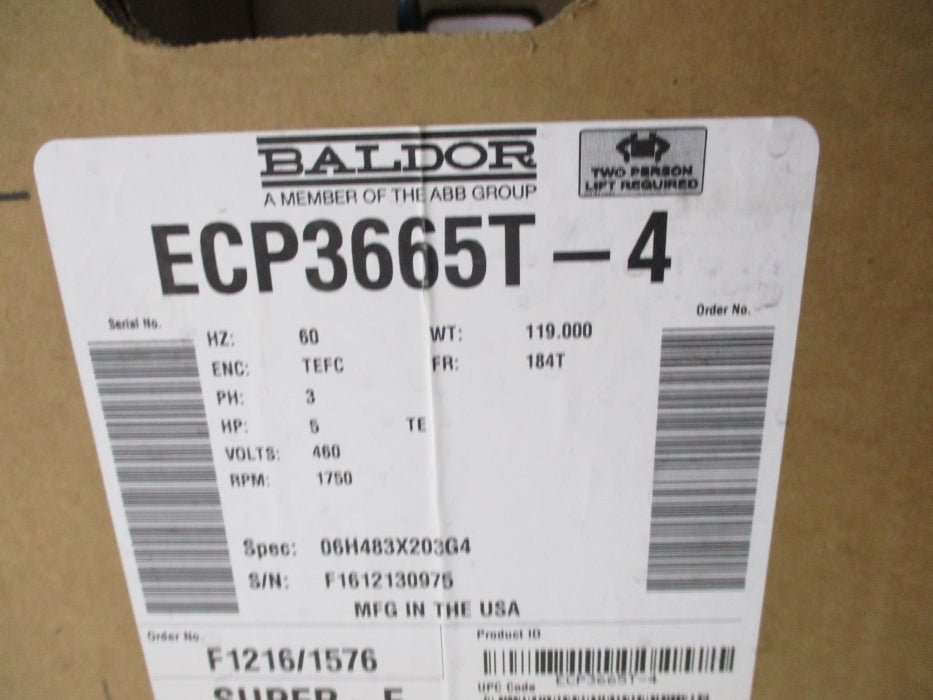 BALDOR
A MEMBER OF THE ABB GROUP
TWO PERSON
LIFT REQUIRED
ECP3665T-4
Serial No.
Order No.
HZ: 60 WT: 119.000
ENC: TEFC FR: 184T
PH: 3
HP: 5 TE
VOLTS: 460
RPM: 1750
Spec: 06H483X203G4
S/N: F1612130975
MFG IN THE USA
Order No.
F1216/1576
Product ID
ECP3665T-4
SUPER-E
UPC Code